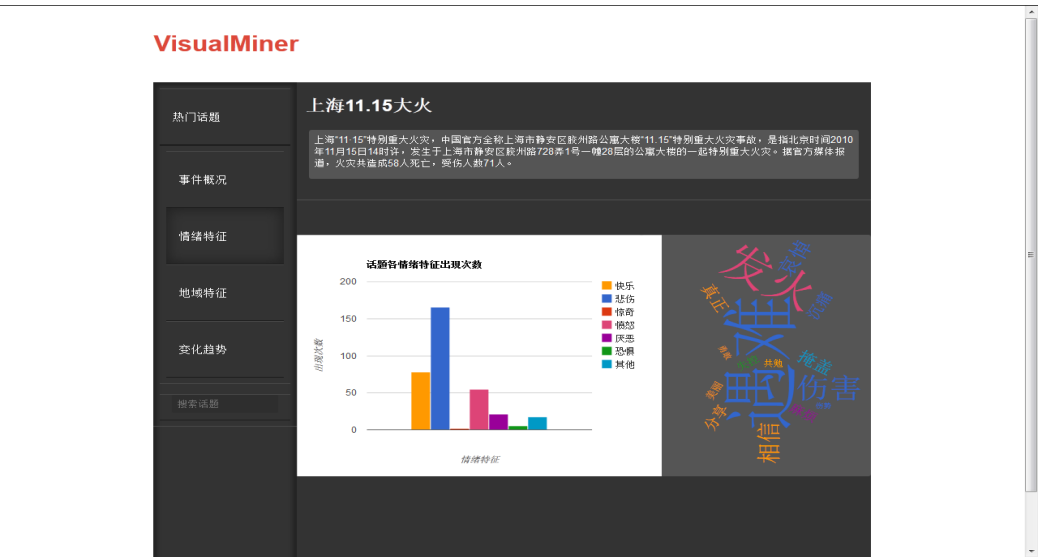 VisualMiner
热门话题
事件概况
情绪特征
地域特征
变化趋势
搜索话题
上海11.15大火
上海"11·15"特别重大火灾，中国官方全称上海市静安区胶州路公寓大楼"11.15"特别重大火灾事故，是指北京时间2010
年11月15日14时许，发生于上海市静安区胶州路728弄1号一幢28层的公寓大楼的一起特别重大火灾。据官方媒体报
道，火灾共造成58人死亡，受伤人数71人。
话题各情绪特征出现次数
200
150
100
50
0
出现次数
情绪特征
快乐
悲伤
惊奇
愤怒
厌恶
恐惧
其他
发火
遇难
真正
掩盖
共勉
伤害
美丽
分享
相信